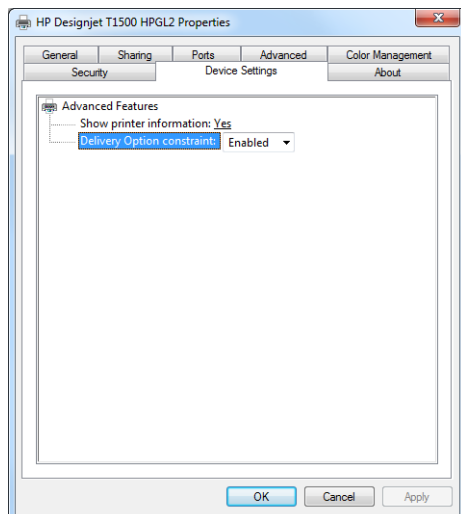 HP Designjet T1500 HPGL2 Properties
General Sharing Ports Advanced Color Management
Security Device Settings About
Advanced Features
Show printer information: Yes
Delivery Option constraint: Enabled
OK Cancel Apply